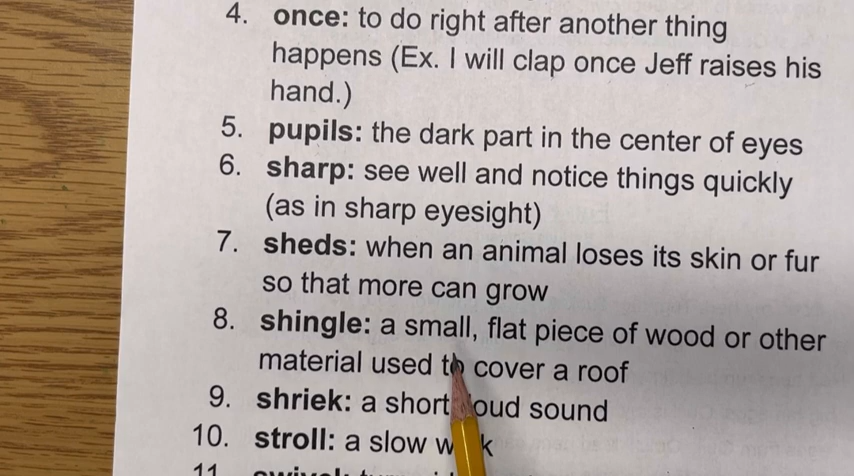 4. once: to do right after another thing
happens (Ex. I will clap once Jeff raises his
hand.)
5. pupils: the dark part in the center of eyes
6. sharp: see well and notice things quickly
(as in sharp eyesight)
7. sheds: when an animal loses its skin or fur
so that more can grow
8. shingle: a small, flat piece of wood or other
material used to cover a roof
9. shriek: a short loud sound
10. stroll: a slow walk
11.